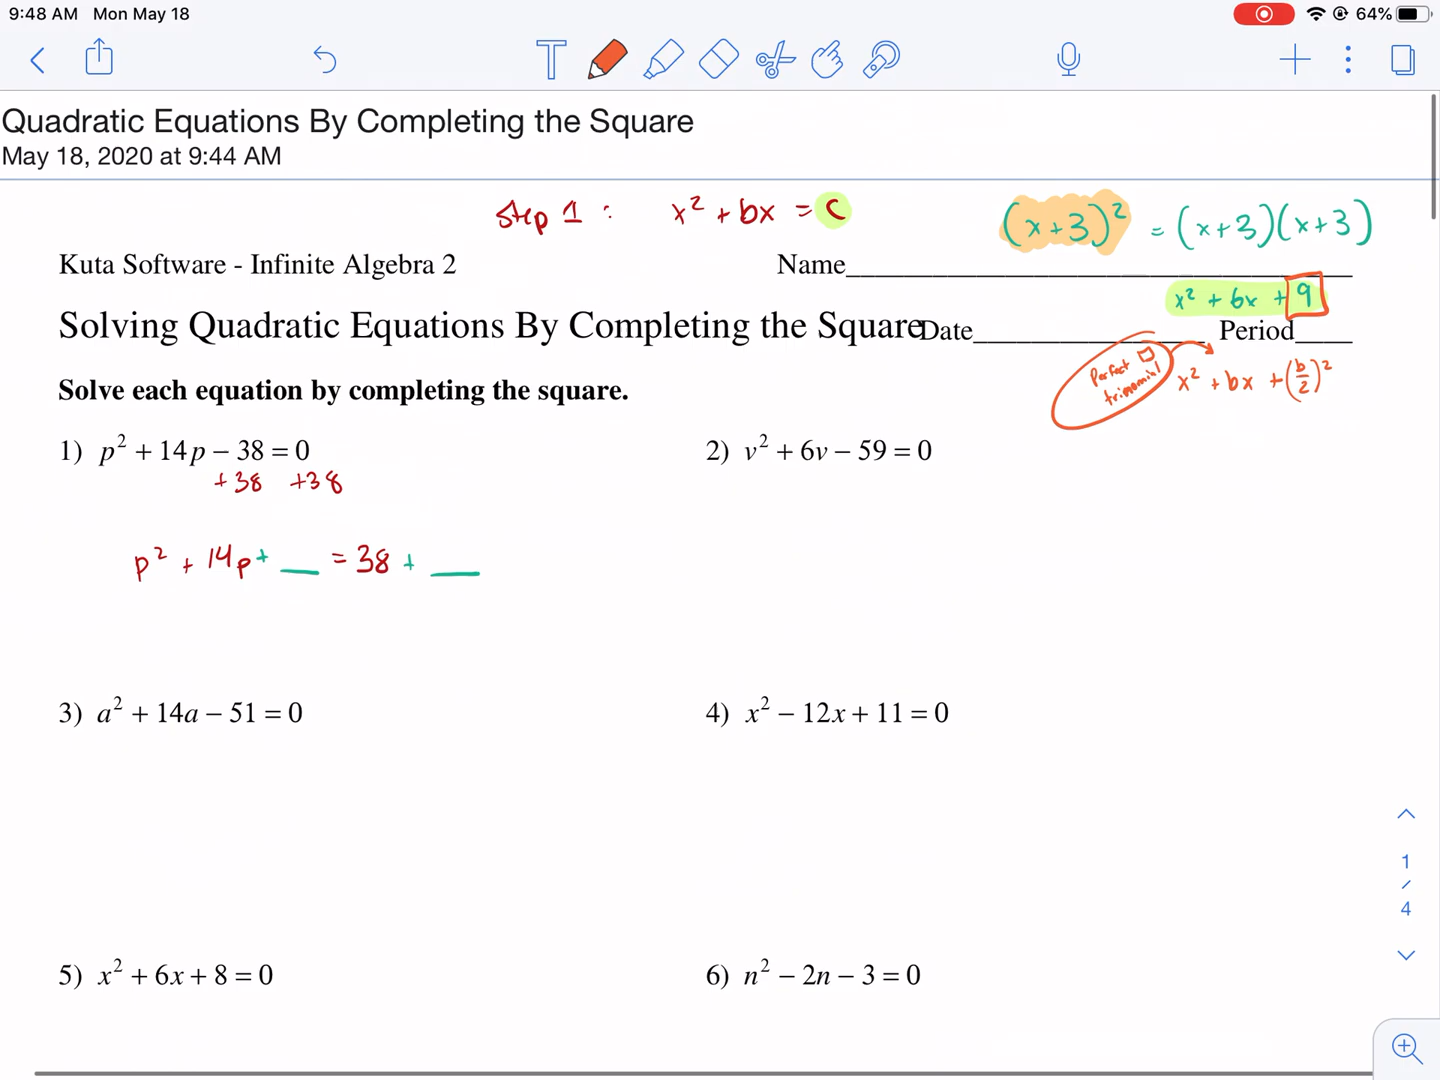 9:48 AM Mon May 18
64%
Quadratic Equations By Completing the Square
May 18, 2020 at 9:44 AM
Step 1 : x² + bx = c
(x+3)² = (x+3)(x+3)
Kuta Software - Infinite Algebra 2
Name
x² + 6x + 9
Solving Quadratic Equations By Completing the Square
Date
Period
Perfect □ trinomial
x² + bx + (b/2)²
Solve each equation by completing the square.
1) p² + 14p − 38 = 0
+38 +38
p² + 14p + __ = 38 + __
2) v² + 6v − 59 = 0
3) a² + 14a − 51 = 0
4) x² − 12x + 11 = 0
5) x² + 6x + 8 = 0
6) n² − 2n − 3 = 0
1
/
4